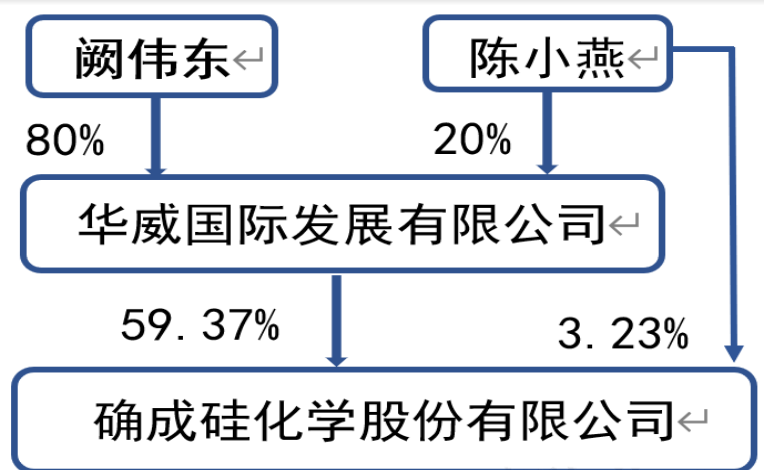 阙伟东
陈小燕
80%
20%
华威国际发展有限公司
59.37%
3.23%
确成硅化学股份有限公司